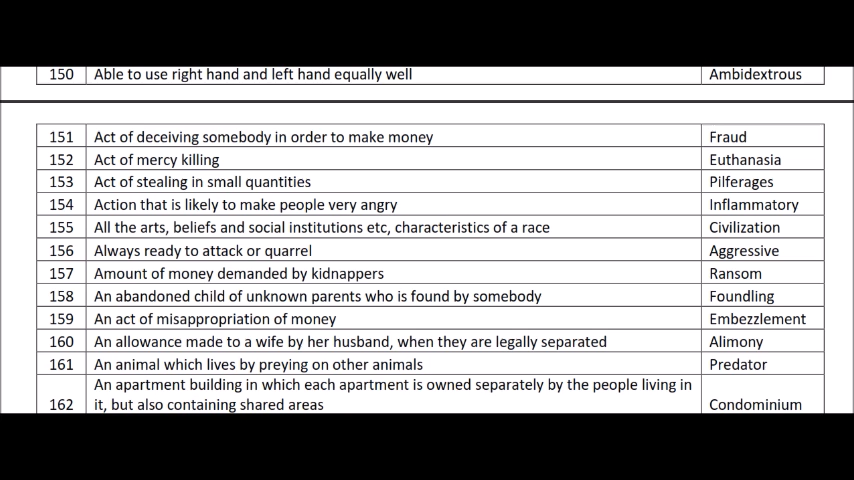 150 Able to use right hand and left hand equally well Ambidextrous
151 Act of deceiving somebody in order to make money Fraud
152 Act of mercy killing Euthanasia
153 Act of stealing in small quantities Pilferages
154 Action that is likely to make people very angry Inflammatory
155 All the arts, beliefs and social institutions etc, characteristics of a race Civilization
156 Always ready to attack or quarrel Aggressive
157 Amount of money demanded by kidnappers Ransom
158 An abandoned child of unknown parents who is found by somebody Foundling
159 An act of misappropriation of money Embezzlement
160 An allowance made to a wife by her husband, when they are legally separated Alimony
161 An animal which lives by preying on other animals Predator
An apartment building in which each apartment is owned separately by the people living in
162 it, but also containing shared areas Condominium